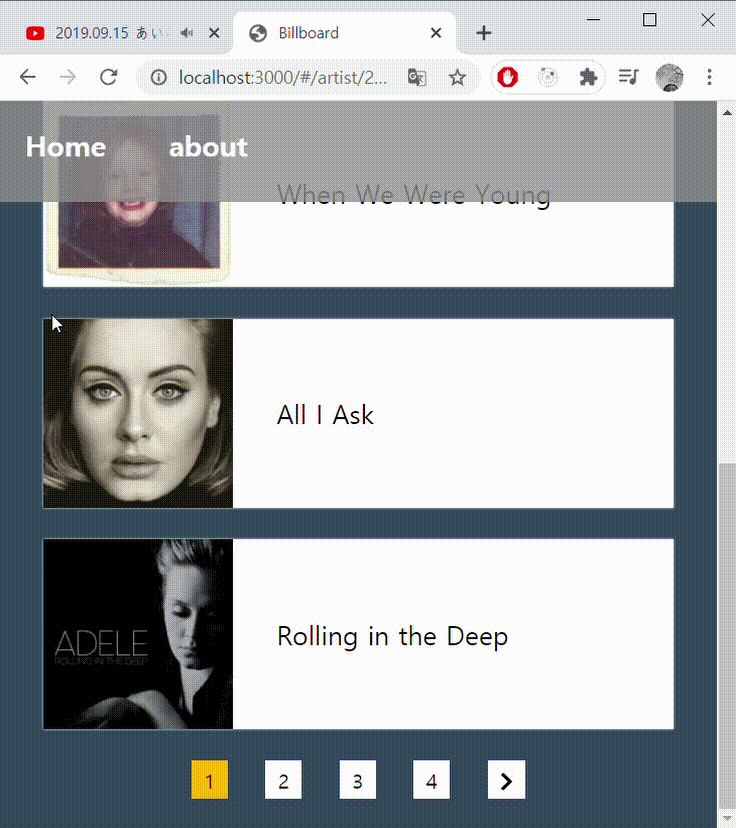 2019.09.15 あい
Billboard
localhost:3000/#/artist/2...
Home about
When We Were Young
All I Ask
ADELE
ROLLING IN THE DEEP
Rolling in the Deep
1 2 3 4